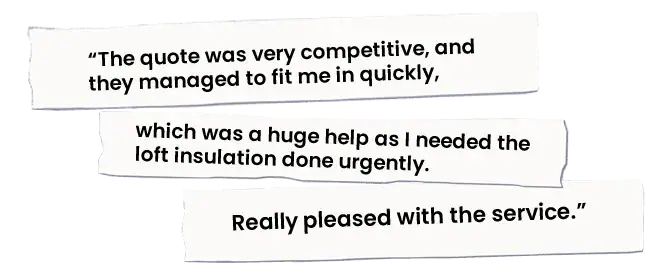 “The quote was very competitive, and
they managed to fit me in quickly,
which was a huge help as I needed the
loft insulation done urgently.
Really pleased with the service.”